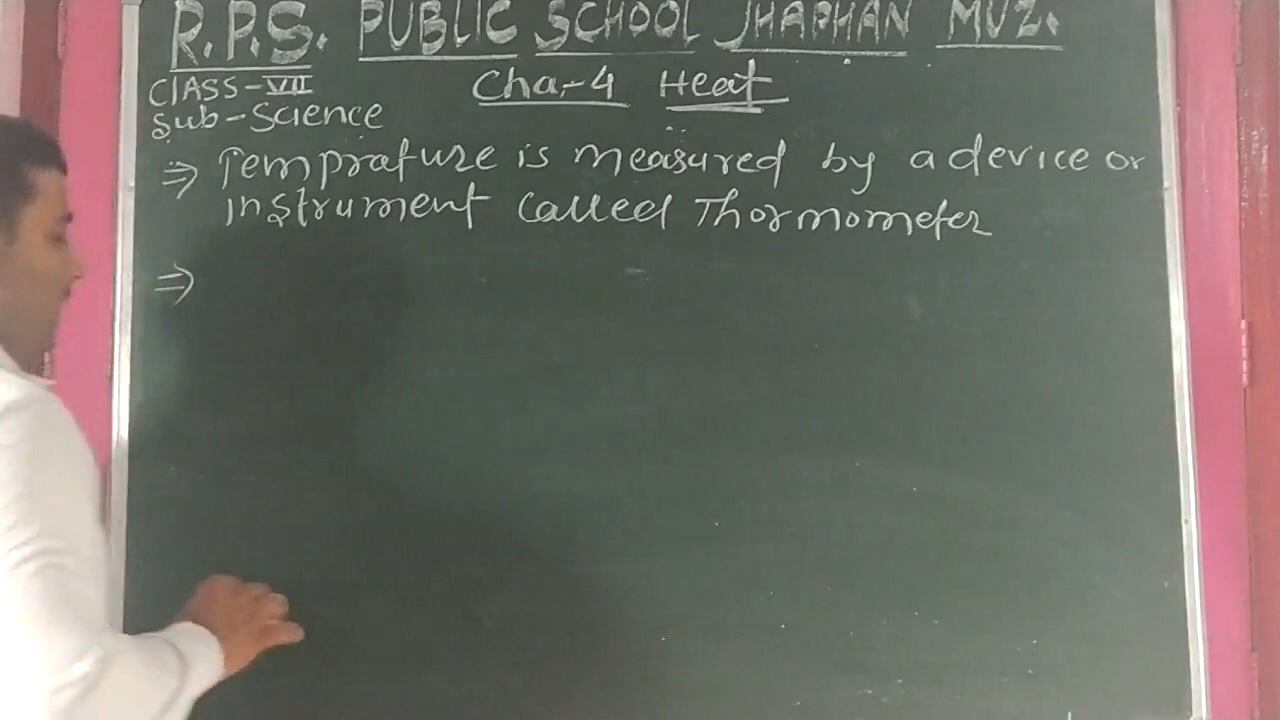 R.P.S. PUBLIC SCHOOL JHAPHAN MUZ.
CLASS-VII
Cha-4 Heat
Sub-Science
⇒ Temprature is measured by a device or
instrument called Thormometer
⇒